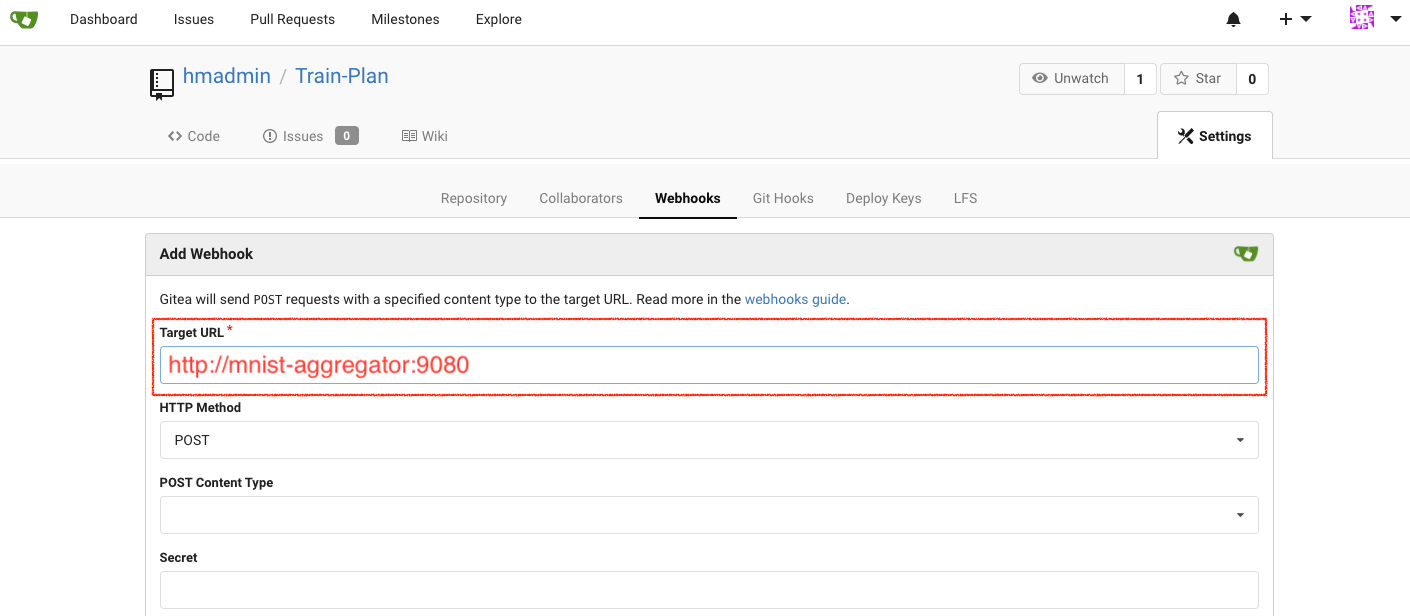 Dashboard Issues Pull Requests Milestones Explore
hmadmin / Train-Plan
Unwatch 1 Star 0
Code Issues 0 Wiki Settings
Repository Collaborators Webhooks Git Hooks Deploy Keys LFS
Add Webhook
Gitea will send POST requests with a specified content type to the target URL. Read more in the webhooks guide.
Target URL *
http://mnist-aggregator:9080
HTTP Method
POST
POST Content Type
Secret